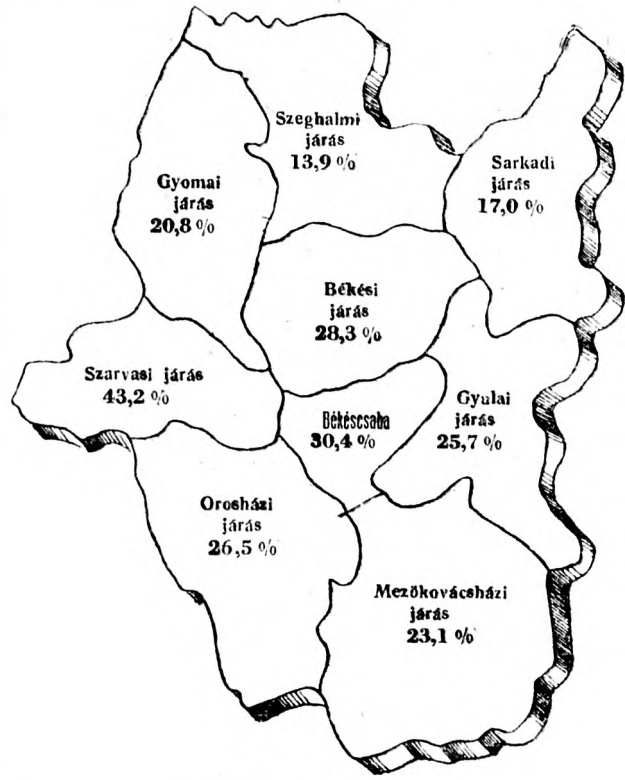 Szeghalmi
járás
13,9 %
Sarkadi
járás
17,0 %
Gyomai
járás
20,8 %
Békési
járás
28,3 %
Szarvasi járás
43,2 %
Békéscsaba
30,4 %
Gyulai
járás
25,7 %
Orosházi
járás
26,5 %
Mezőkovácsházi
járás
23,1 %